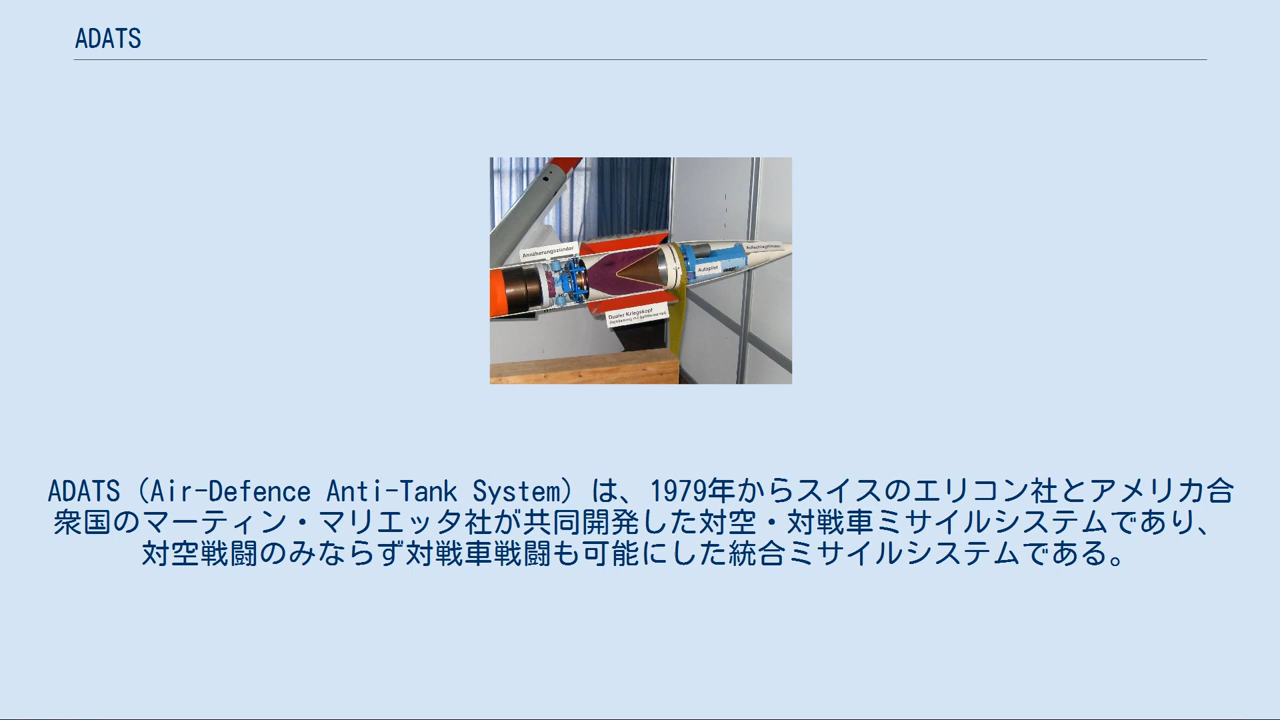 ADATS
Annäherungszünder
Autopilot
Dualer Kriegskopf
ADATS（Air-Defence Anti-Tank System）は、1979年からスイスのエリコン社とアメリカ合
衆国のマーティン・マリエッタ社が共同開発した対空・対戦車ミサイルシステムであり、
対空戦闘のみならず対戦車戦闘も可能にした統合ミサイルシステムである。